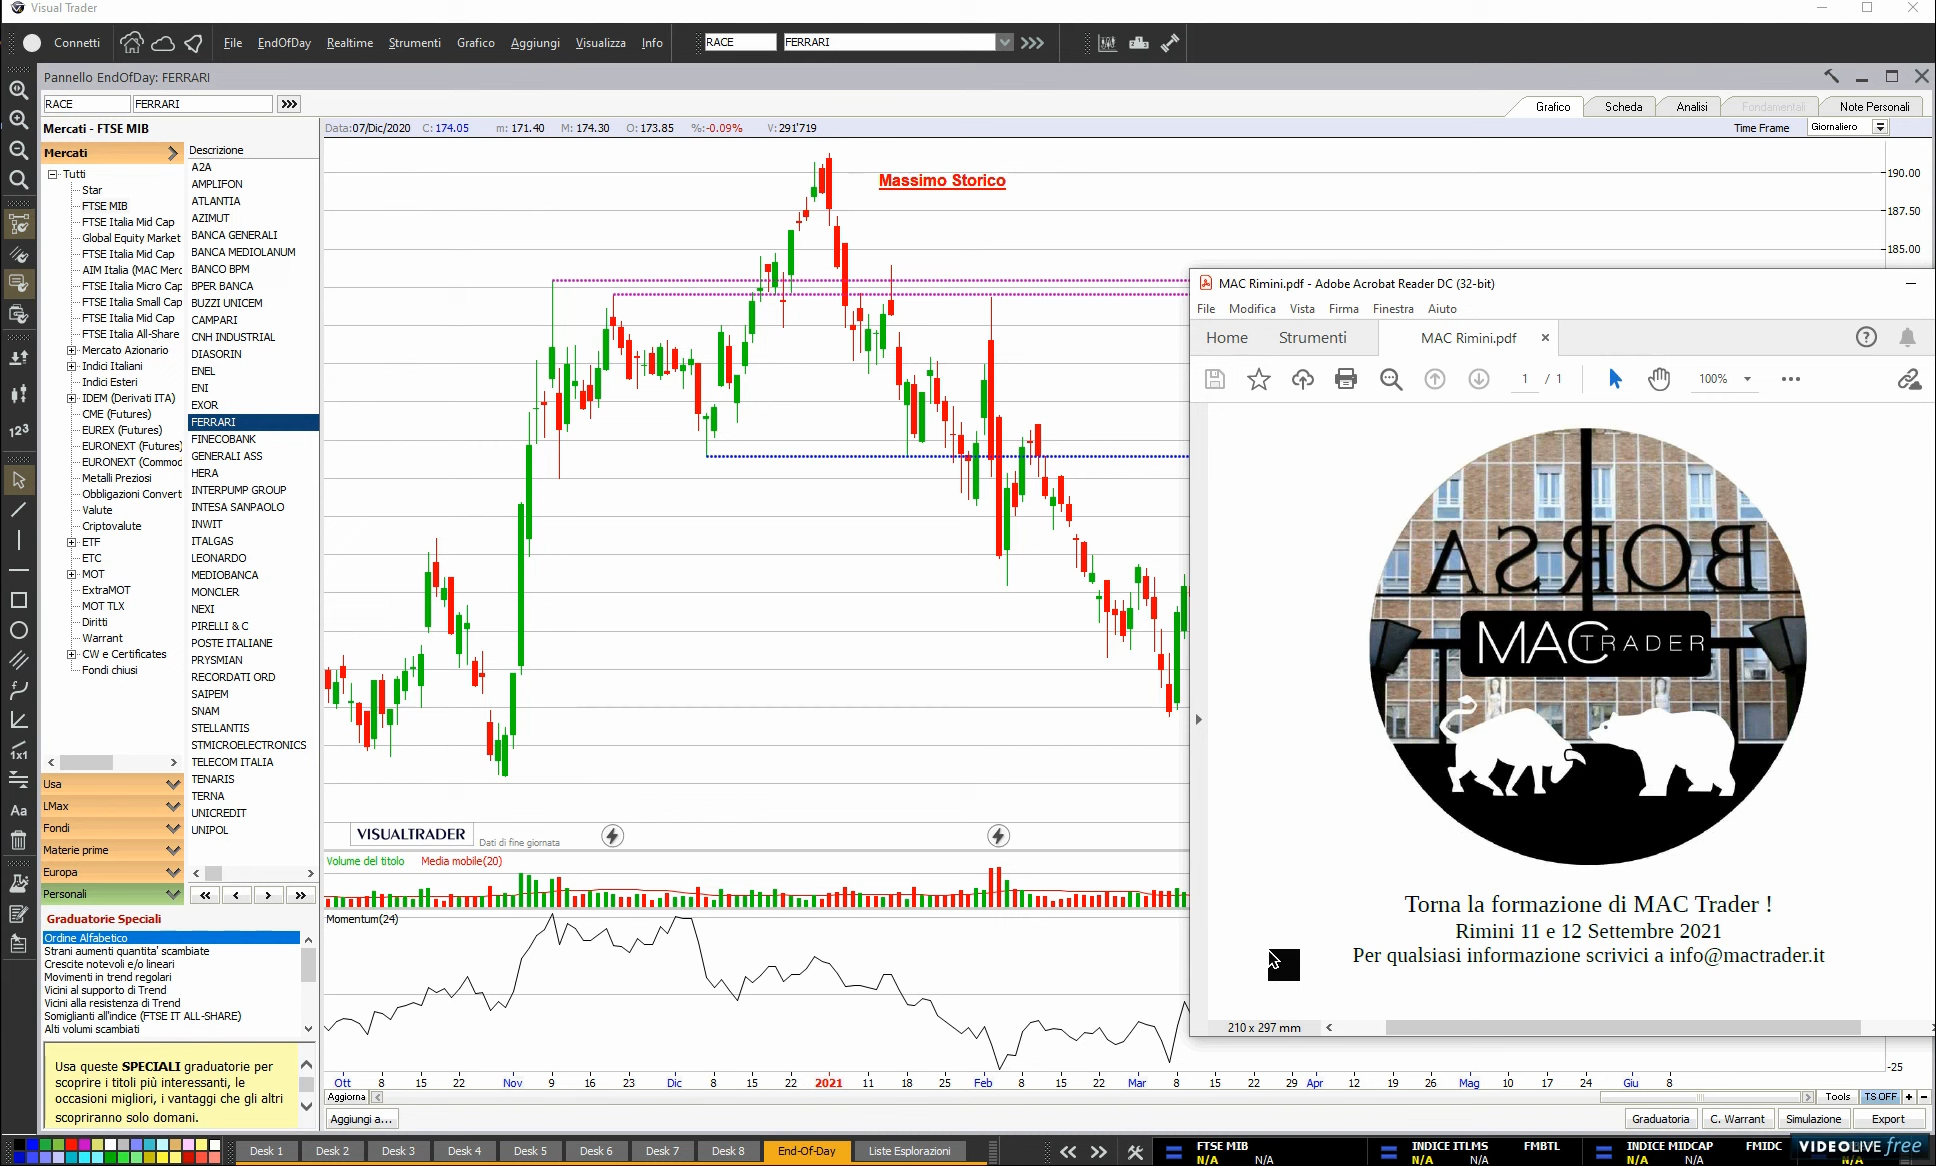 Visual Trader
Connetti File EndOfDay Realtime Strumenti Grafico Aggiungi Visualizza Info RACE FERRARI
Pannello EndOfDay: FERRARI
RACE FERRARI
Grafico Scheda Analisi Fondamentali Note Personali
Mercati - FTSE MIB
Data:07/Dic/2020 C: 174.05 m: 171.40 M: 174.30 O: 173.85 %:-0.09% V: 291'719
Time Frame Giornaliero
Mercati
Tutti
Star
FTSE MIB
FTSE Italia Mid Cap
Global Equity Market
FTSE Italia Mid Cap
AIM Italia (MAC Merc
FTSE Italia Micro Cap
FTSE Italia Small Cap
FTSE Italia Mid Cap
FTSE Italia All-Share
Mercato Azionario
Indici Italiani
Indici Esteri
IDEM (Derivati ITA)
CME (Futures)
EUREX (Futures)
EURONEXT (Futures)
EURONEXT (Commod
Metalli Preziosi
Obbligazioni Convert
Valute
Criptovalute
ETF
ETC
MOT
ExtraMOT
MOT TLX
Diritti
Warrant
CW e Certificates
Fondi chiusi
Usa
LMax
Fondi
Materie prime
Europa
Personali
Descrizione
A2A
AMPLIFON
ATLANTIA
AZIMUT
BANCA GENERALI
BANCA MEDIOLANUM
BANCO BPM
BPER BANCA
BUZZI UNICEM
CAMPARI
CNH INDUSTRIAL
DIASORIN
ENEL
ENI
EXOR
FERRARI
FINECOBANK
GENERALI ASS
HERA
INTERPUMP GROUP
INTESA SANPAOLO
INWIT
ITALGAS
LEONARDO
MEDIOBANCA
MONCLER
NEXI
PIRELLI & C
POSTE ITALIANE
PRYSMIAN
RECORDATI ORD
SAIPEM
SNAM
STELLANTIS
STMICROELECTRONICS
TELECOM ITALIA
TENARIS
TERNA
UNICREDIT
UNIPOL
Graduatorie Speciali
Ordine Alfabetico
Strani aumenti quantita' scambiate
Crescite notevoli e/o lineari
Movimenti in trend regolari
Vicini al supporto di Trend
Vicini alla resistenza di Trend
Somiglianti all'indice (FTSE IT ALL-SHARE)
Alti volumi scambiati
Usa queste SPECIALI graduatorie per
scoprire i titoli più interessanti, le
occasioni migliori, i vantaggi che gli altri
scopriranno solo domani.
Massimo Storico
190.00
187.50
185.00
VISUALTRADER Dati di fine giornata
Volume del titolo Media mobile(20)
Momentum(24)
-25
Ott 8 15 22 Nov 9 16 23 Dic 8 15 22 2021 11 18 25 Feb 8 15 22 Mar 8 15 22 29 Apr 12 19 26 Mag 10 17 24 Giu 8
Aggiorna Tools TS OFF + -
Aggiungi a... Graduatoria C. Warrant Simulazione Export
MAC Rimini.pdf - Adobe Acrobat Reader DC (32-bit)
File Modifica Vista Firma Finestra Aiuto
Home Strumenti MAC Rimini.pdf
1 / 1 100%
BORSA
MAC TRADER
Torna la formazione di MAC Trader !
Rimini 11 e 12 Settembre 2021
Per qualsiasi informazione scrivici a info@mactrader.it
210 x 297 mm
123
1x1
Aa
Desk 1 Desk 2 Desk 3 Desk 4 Desk 5 Desk 6 Desk 7 Desk 8 End-Of-Day Liste Esplorazioni
FTSE MIB INDICE ITLMS FMBTL INDICE MIDCAP FMIDC
N/A N/A N/A N/A N/A N/A
VIDEOLIVE free